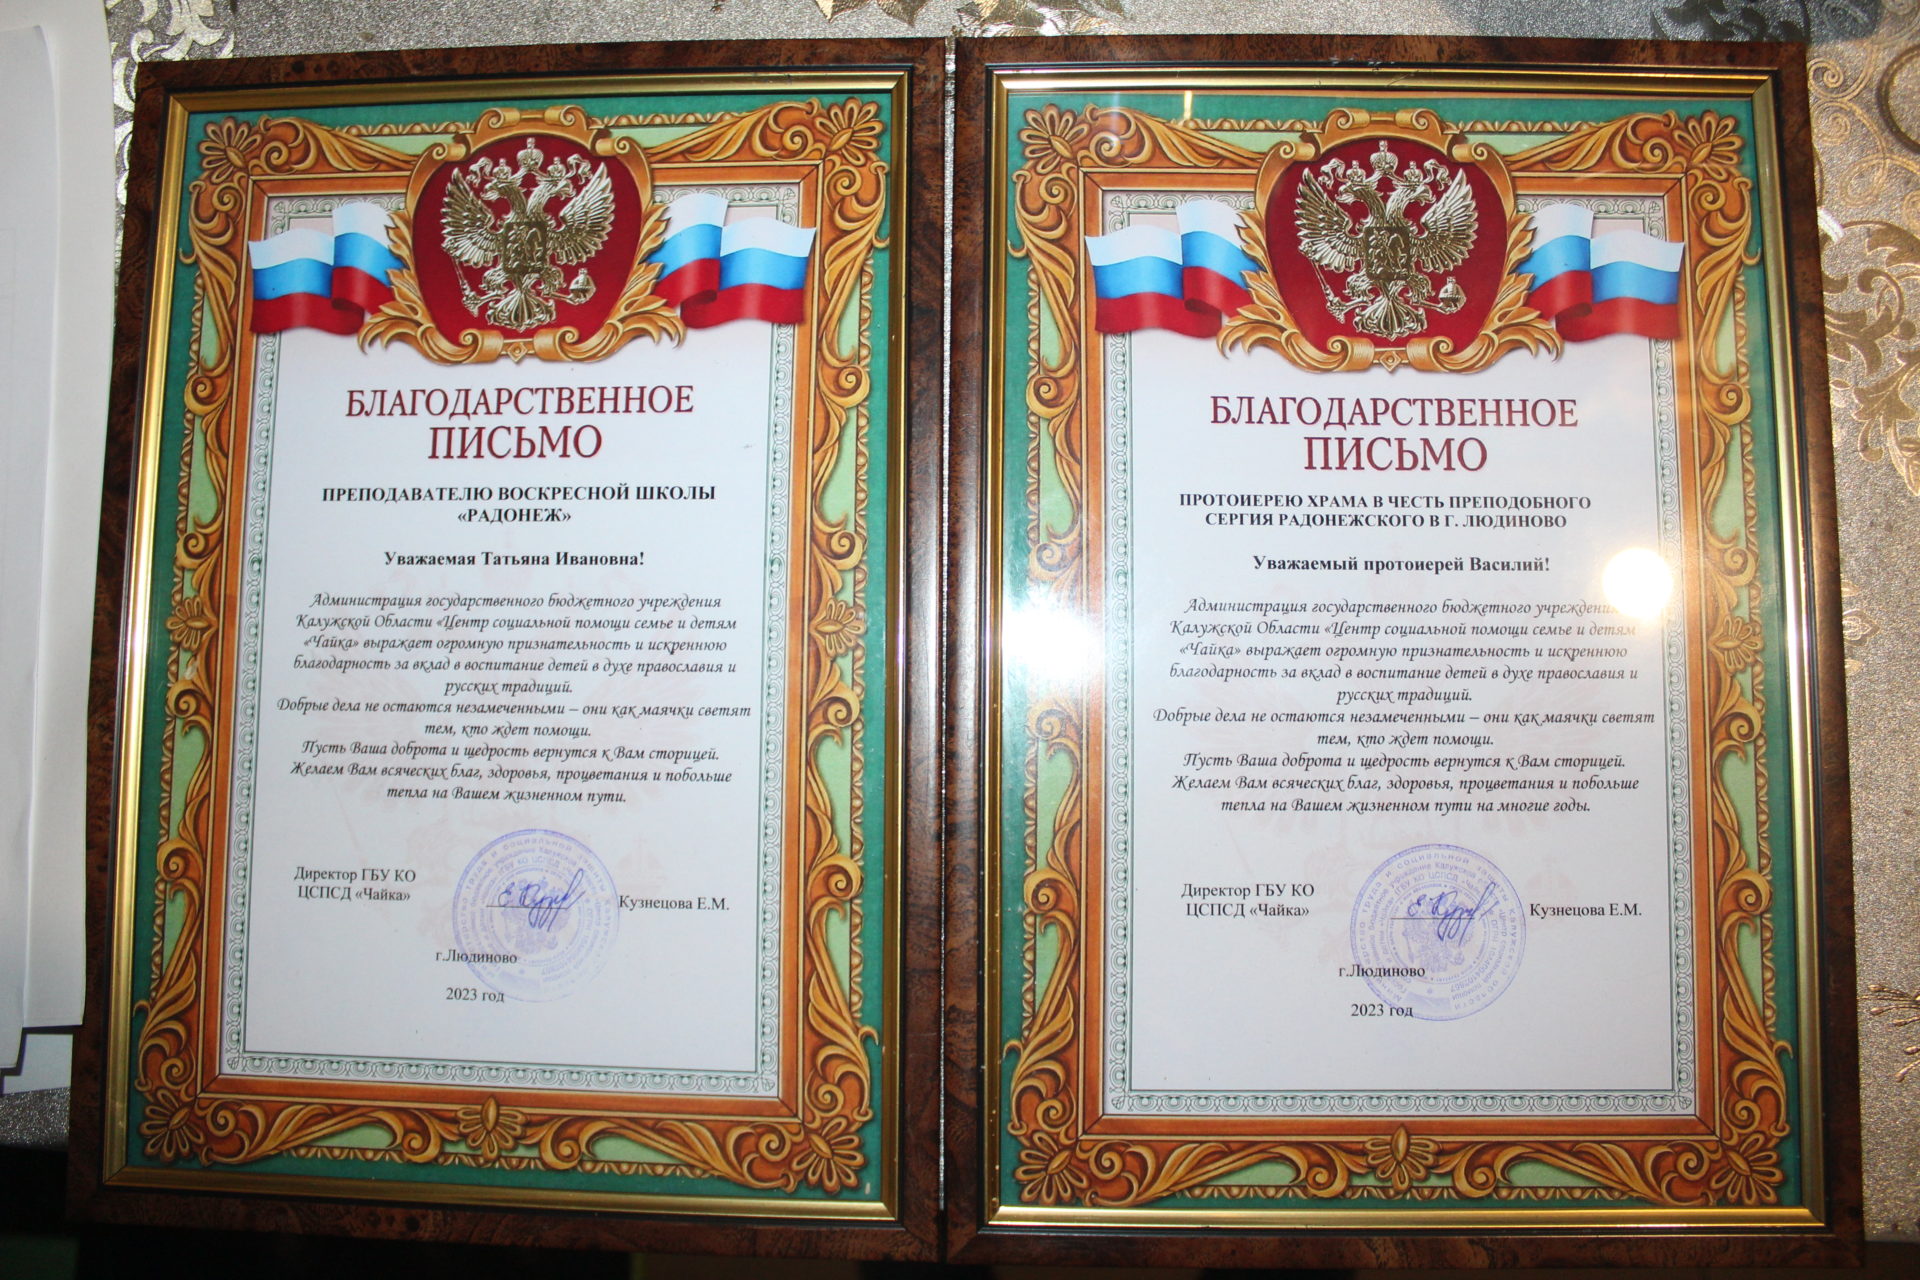 БЛАГОДАРСТВЕННОЕ
ПИСЬМО
ПРЕПОДАВАТЕЛЮ ВОСКРЕСНОЙ ШКОЛЫ
«РАДОНЕЖ»
Уважаемая Татьяна Ивановна!
Администрация государственного бюджетного учреждения
Калужской Области «Центр социальной помощи семье и детям
«Чайка» выражает огромную признательность и искреннюю
благодарность за вклад в воспитание детей в духе православия и
русских традиций.
Добрые дела не остаются незамеченными – они как маячки светят
тем, кто ждет помощи.
Пусть Ваша доброта и щедрость вернутся к Вам сторицей.
Желаем Вам всяческих благ, здоровья, процветания и побольше
тепла на Вашем жизненном пути.
Директор ГБУ КО
ЦСПСД «Чайка»
Кузнецова Е.М.
г.Людиново
2023 год
БЛАГОДАРСТВЕННОЕ
ПИСЬМО
ПРОТОИЕРЕЮ ХРАМА В ЧЕСТЬ ПРЕПОДОБНОГО
СЕРГИЯ РАДОНЕЖСКОГО В Г. ЛЮДИНОВО
Уважаемый протоиерей Василий!
Администрация государственного бюджетного учреждения
Калужской Области «Центр социальной помощи семье и детям
«Чайка» выражает огромную признательность и искреннюю
благодарность за вклад в воспитание детей в духе православия и
русских традиций.
Добрые дела не остаются незамеченными – они как маячки светят
тем, кто ждет помощи.
Пусть Ваша доброта и щедрость вернутся к Вам сторицей.
Желаем Вам всяческих благ, здоровья, процветания и побольше
тепла на Вашем жизненном пути на многие годы.
Директор ГБУ КО
ЦСПСД «Чайка»
Кузнецова Е.М.
г.Людиново
2023 год